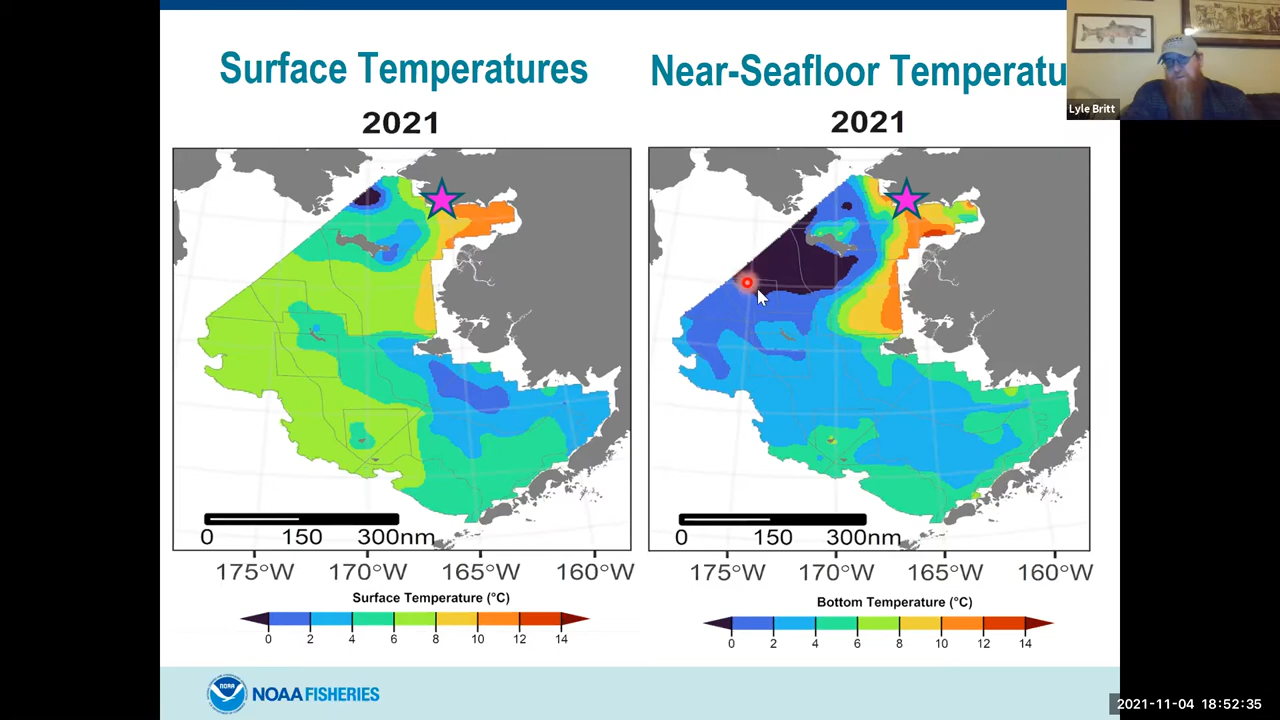 Surface Temperatures
Near-Seafloor Temperatu
Lyle Britt
2021
2021
0 150 300nm
0 150 300nm
175°W 170°W 165°W 160°W
175°W 170°W 165°W 160°W
Surface Temperature (°C)
Bottom Temperature (°C)
0 2 4 6 8 10 12 14
0 2 4 6 8 10 12 14
NOAA
NOAA FISHERIES
2021-11-04 18:52:35